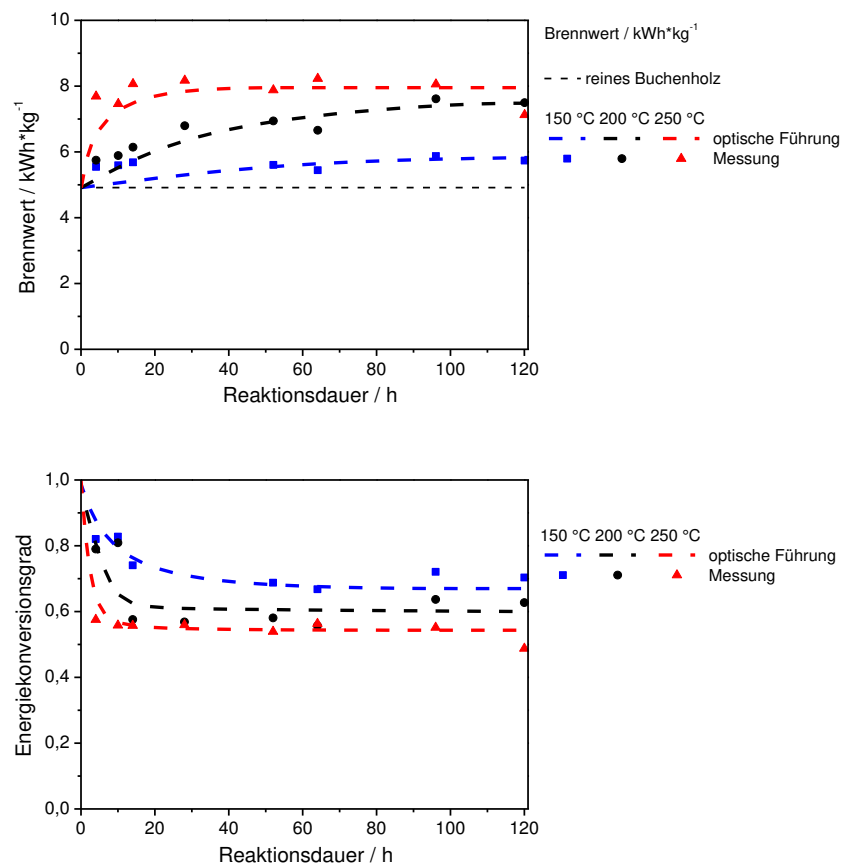 10
8
6
4
2
0
0 20 40 60 80 100 120
Brennwert / kWh*kg⁻¹
Reaktionsdauer / h
Brennwert / kWh*kg⁻¹
reines Buchenholz
150 °C 200 °C 250 °C
optische Führung
Messung
1,0
0,8
0,6
0,4
0,2
0,0
0 20 40 60 80 100 120
Energiekonversionsgrad
Reaktionsdauer / h
150 °C 200 °C 250 °C
optische Führung
Messung